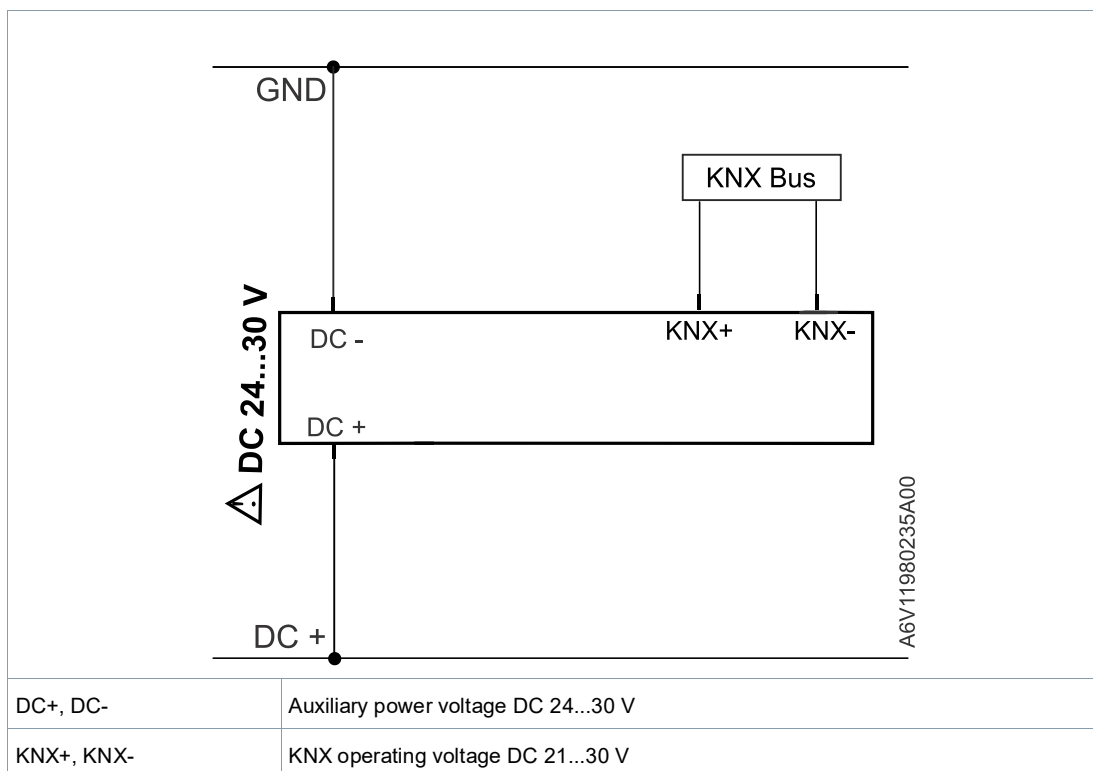 GND
KNX Bus
DC 24...30 V
DC -
KNX+
KNX-
DC +
A6V11980235A00
DC +
DC+, DC-
Auxiliary power voltage DC 24...30 V
KNX+, KNX-
KNX operating voltage DC 21...30 V